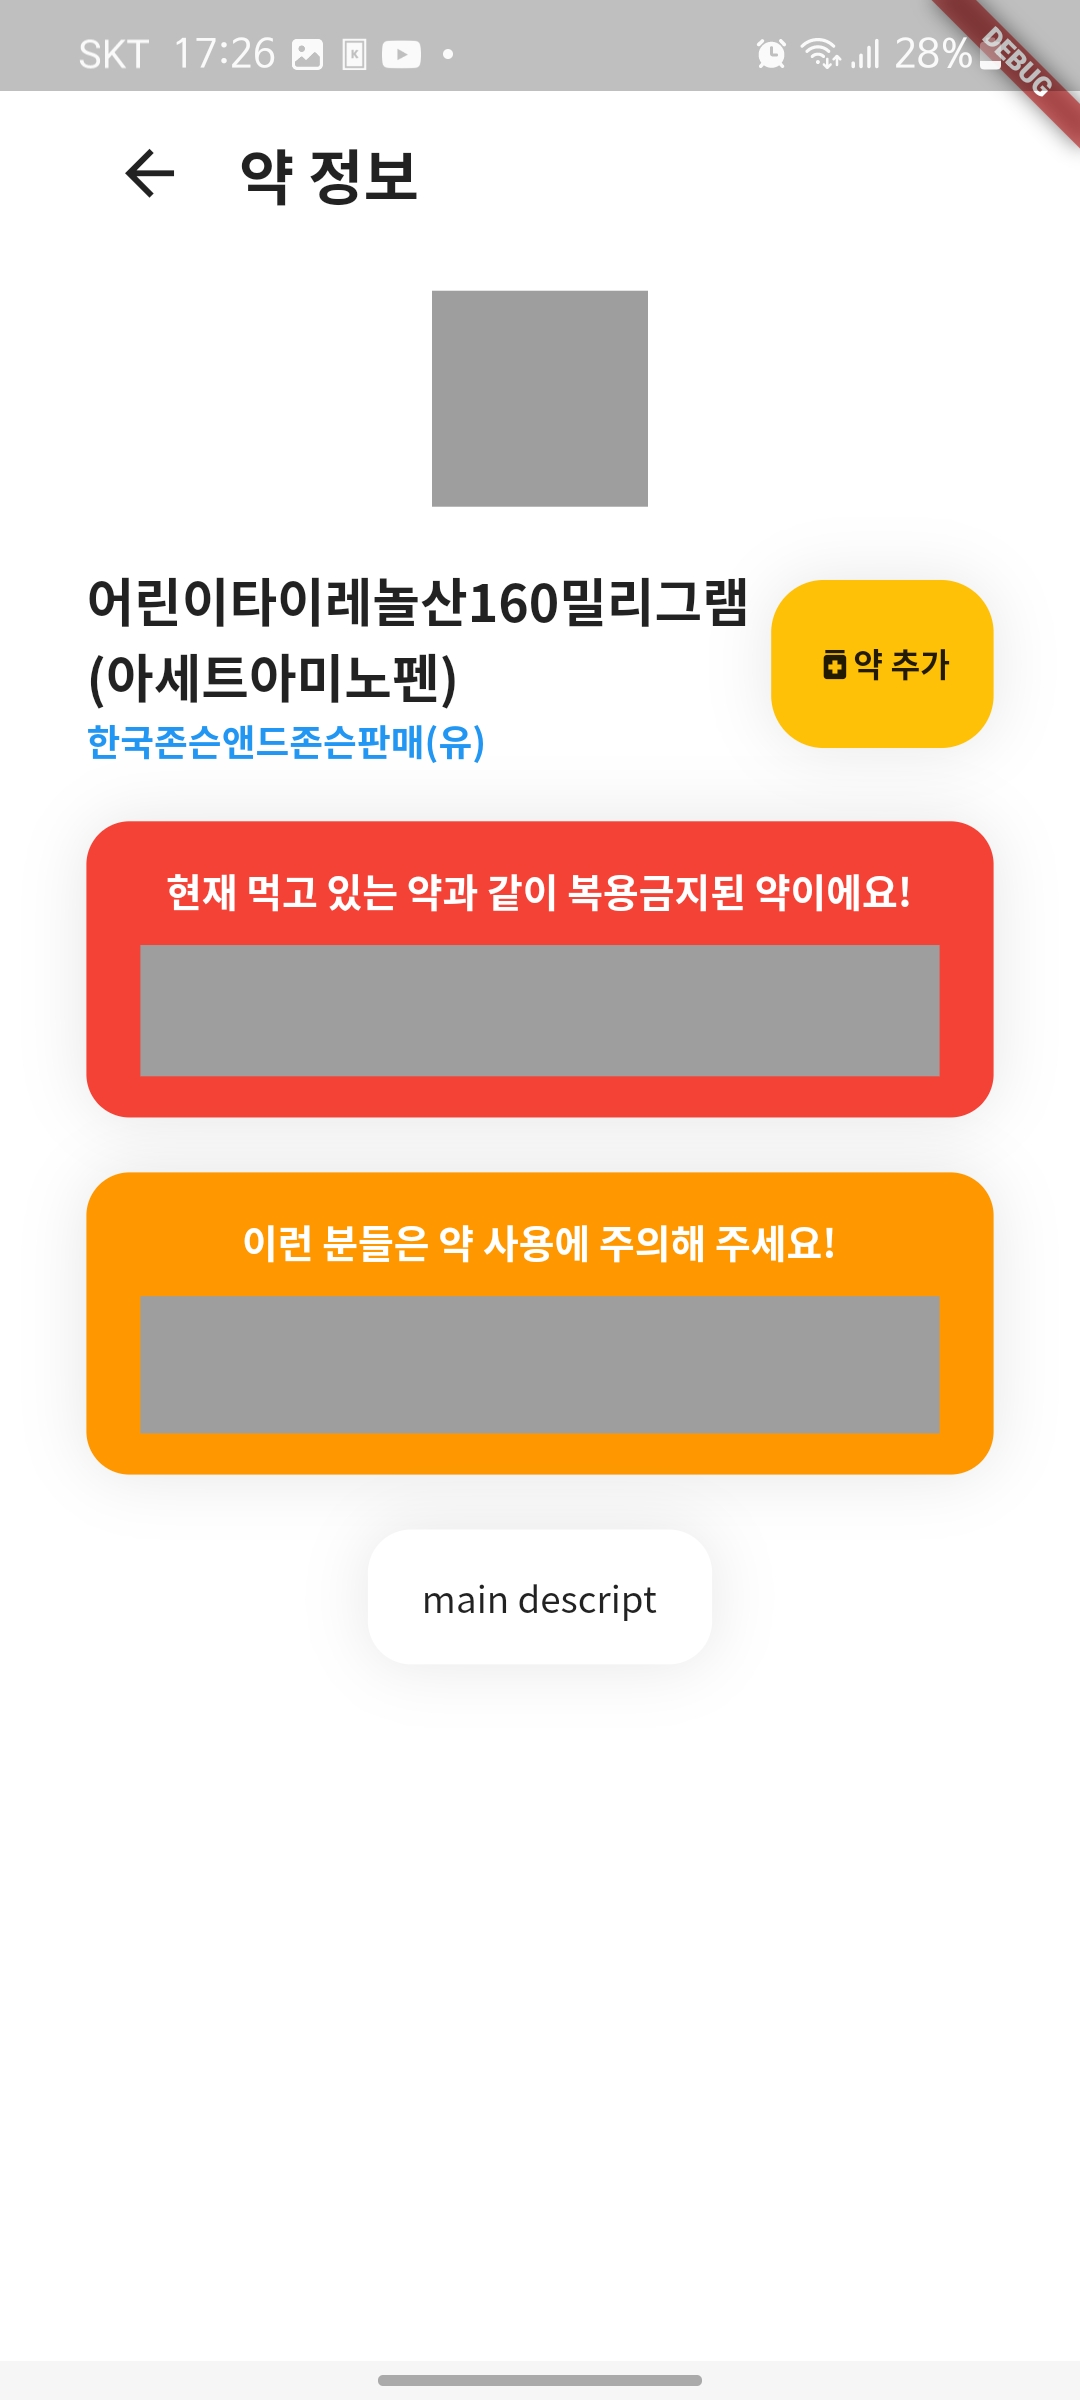 SKT 17:26 28%
DEBUG
약 정보
어린이타이레놀산160밀리그램
(아세트아미노펜)
한국존슨앤드존슨판매(유)
약 추가
현재 먹고 있는 약과 같이 복용금지된 약이에요!
이런 분들은 약 사용에 주의해 주세요!
main descript